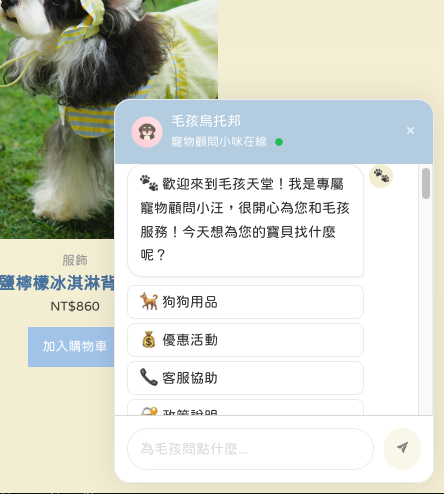 毛孩烏托邦
寵物顧問小咪在線
×
歡迎來到毛孩天堂！我是專屬
寵物顧問小汪，很開心為您和毛孩
服務！今天想為您的寶貝找什麼
呢？
狗狗用品
優惠活動
客服協助
政策說明
為毛孩問點什麼...
服飾
鹽檸檬冰淇淋背
NT$860
加入購物車